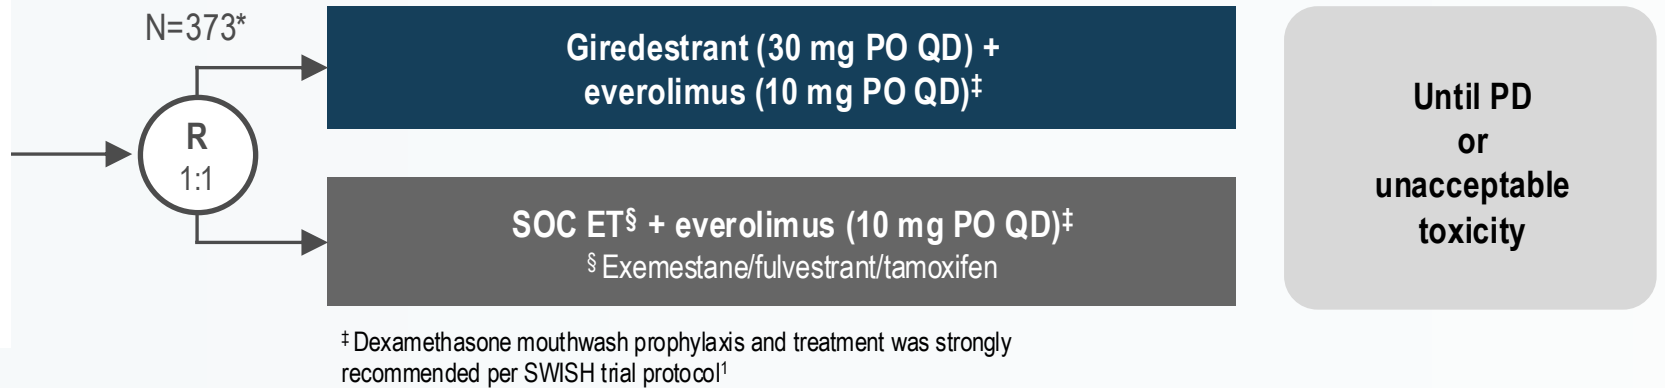 N=373*
R
1:1
Giredestrant (30 mg PO QD) +
everolimus (10 mg PO QD)‡
SOC ET§ + everolimus (10 mg PO QD)‡
§ Exemestane/fulvestrant/tamoxifen
Until PD
or
unacceptable
toxicity
‡ Dexamethasone mouthwash prophylaxis and treatment was strongly
recommended per SWISH trial protocol1